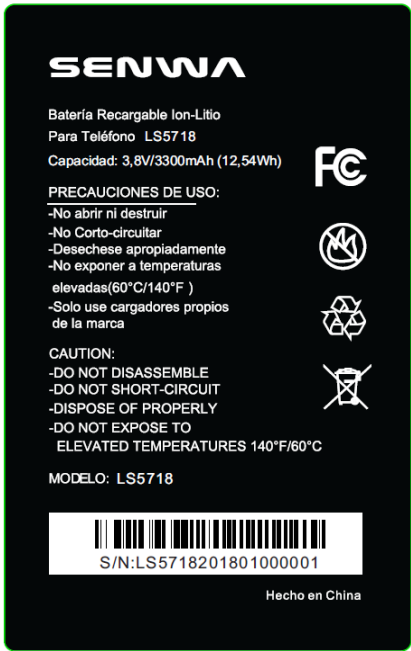 SENWA
Batería Recargable Ion-Litio
Para Teléfono LS5718
Capacidad: 3,8V/3300mAh (12,54Wh)
FC
PRECAUCIONES DE USO:
-No abrir ni destruir
-No Corto-circuitar
-Desechese apropiadamente
-No exponer a temperaturas
elevadas(60°C/140°F )
-Solo use cargadores propios
de la marca
CAUTION:
-DO NOT DISASSEMBLE
-DO NOT SHORT-CIRCUIT
-DISPOSE OF PROPERLY
-DO NOT EXPOSE TO
ELEVATED TEMPERATURES 140°F/60°C
MODELO: LS5718
S/N:LS5718201801000001
Hecho en China